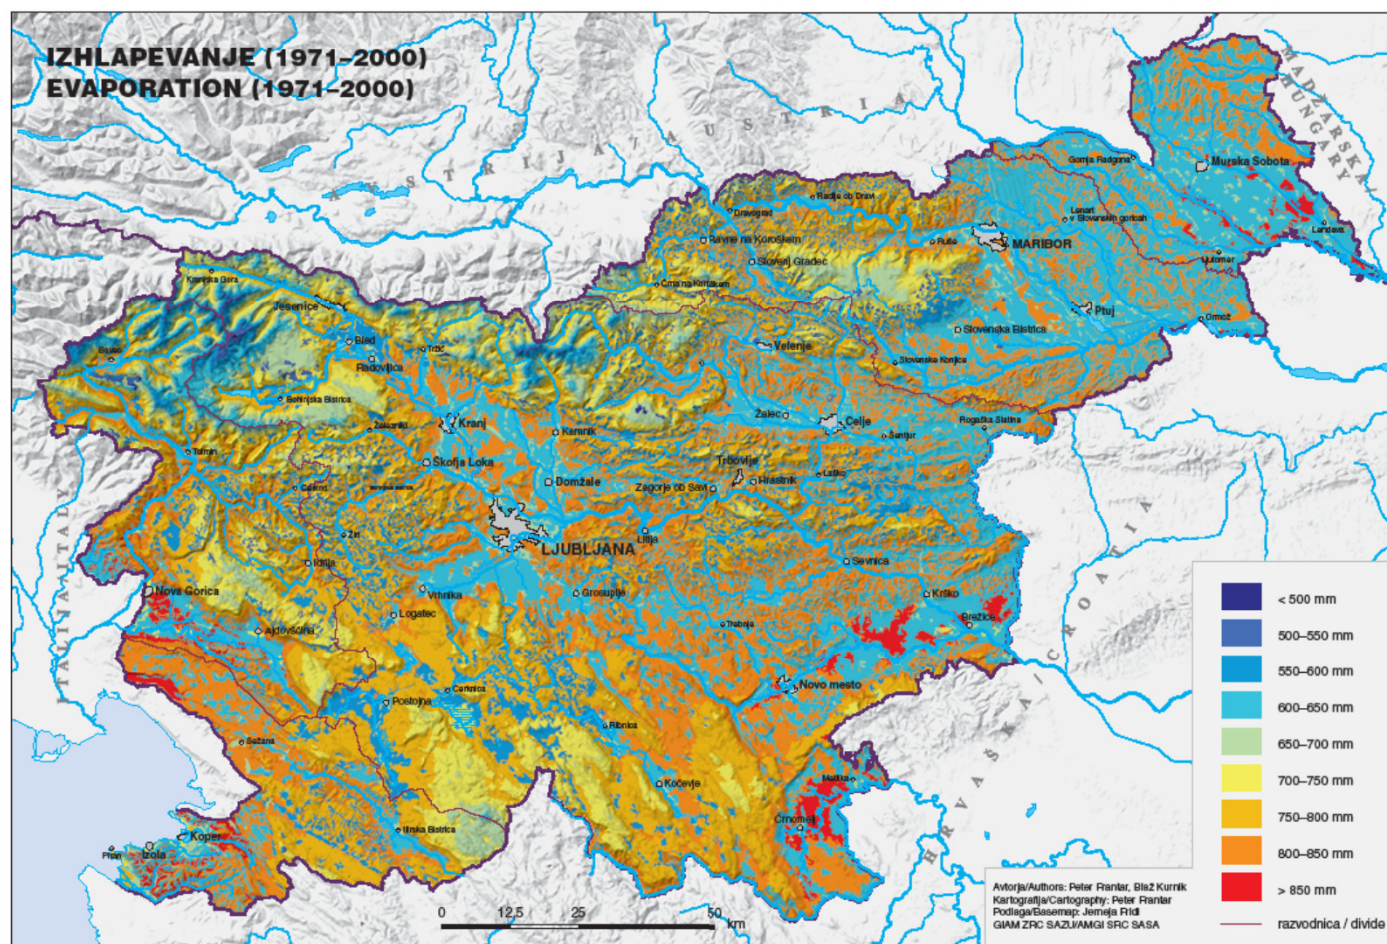 IZHLAPEVANJE (1971–2000)
EVAPORATION (1971–2000)
AVSTRIJA/AUSTRIA
MADŽARSKA/
HUNGARY
Gornja Radgona
Murska Sobota
Radlje ob Dravi
Dravograd
Lenart
v Slovenskih goricah
Lendava
Ravne na Koroškem
Ruše
MARIBOR
Ljutomer
Slovenj Gradec
Kranjska Gora
Črna na Koroškem
Jesenice
Ptuj
Ormož
Slovenska Bistrica
Bled
Velenje
Tržič
Bovec
Radovljica
Slovenske Konjice
Bohinjska Bistrica
Žalec
Celje
Rogaška Slatina
Kranj
Železniki
Kamnik
Šentjur
Tolmin
Škofja Loka
Trbovlje
Laško
Domžale
Hrastnik
Cerkno
Zagorje ob Savi
LJUBLJANA
Litija
Žiri
Idrija
Sevnica
ITALIJA/ITALY
Nova Gorica
Vrhnika
Grosuplje
Krško
Logatec
Brežice
Ajdovščina
Trebnje
HRVAŠKA/CROATIA
Cerknica
Novo mesto
Postojna
Ribnica
Sežana
Kočevje
Metlika
Črnomelj
Ilirska Bistrica
Koper
Izola
Piran
< 500 mm
500–550 mm
550–600 mm
600–650 mm
650–700 mm
700–750 mm
750–800 mm
800–850 mm
> 850 mm
razvodnica / divide
0 12,5 25 50
km
Avtorja/Authors: Peter Frantar, Blaž Kurnik
Kartografija/Cartography: Peter Frantar
Podlaga/Basemap: Jerneja Fridl
GIAM ZRC SAZU/AMGI SRC SASA